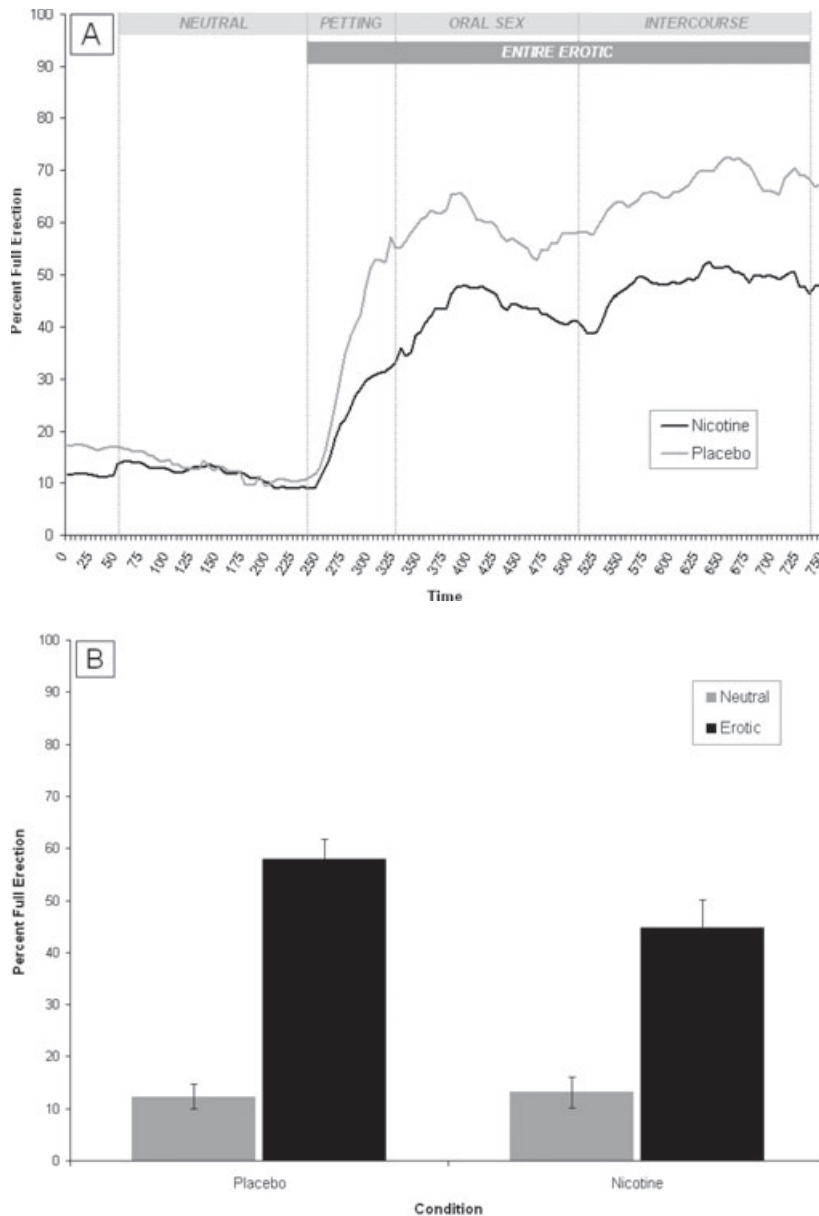 A
NEUTRAL PETTING ORAL SEX INTERCOURSE
ENTIRE EROTIC
100
90
80
70
60
50
40
30
20
10
0
Percent Full Erection
Nicotine
Placebo
0 25 50 75 100 125 150 175 200 225 250 275 300 325 350 375 400 425 450 475 500 525 550 575 600 625 650 675 700 725 750
Time
B
100
90
80
70
60
50
40
30
20
10
0
Percent Full Erection
Neutral
Erotic
Placebo Nicotine
Condition